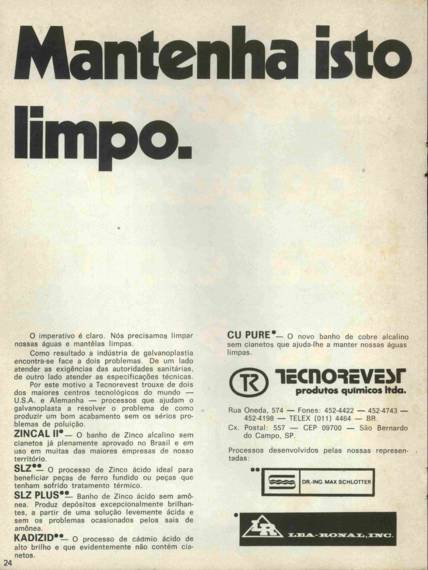 Mantenha isto
limpo.
O imperativo é claro. Nós precisamos limpar
nossas águas e mantê-las limpas.
Como resultado a indústria de galvanoplastia
encontra-se face a dois problemas. De um lado
atender as exigências das autoridades sanitárias,
de outro lado atender as especificações técnicas.
Por este motivo a Tecnorevest trouxe de dois
dos maiores centros tecnológicos do mundo —
U.S.A. e Alemanha — processos que ajudam o
galvanoplasta a resolver o problema de como
produzir um bom acabamento sem os sérios pro-
blemas de poluição.
ZINCAL II* — O banho de Zinco alcalino sem
cianetos já plenamente aprovado no Brasil e em
uso em muitas das maiores empresas de nosso
território.
SLZ** — O processo de Zinco ácido ideal para
beneficiar peças de ferro fundido ou peças que
tenham sofrido tratamento térmico.
SLZ PLUS** — Banho de Zinco ácido sem amô-
nea. Produz depósitos excepcionalmente brilhan-
tes, a partir de uma solução levemente ácida e
sem os problemas ocasionados pelos sais de
amônea.
KADIZID** — O processo de cádmio ácido de
alto brilho e que evidentemente não contém cia-
netos.
24
CU PURE* — O novo banho de cobre alcalino
sem cianetos que ajuda-lhe a manter nossas águas
limpas.
TR TECNOREVEST
produtos químicos ltda.
Rua Oneda, 574 — Fones: 452-4422 — 452-4743 —
452-4198 — TELEX (011) 4464 — BR
Cx. Postal: 557 — CEP 09700 — São Bernardo
do Campo, SP.
Processos desenvolvidos pelas nossas represen-
tadas:
** DR.-ING. MAX SCHLÖTTER
* LR LEA-RONAL, INC.